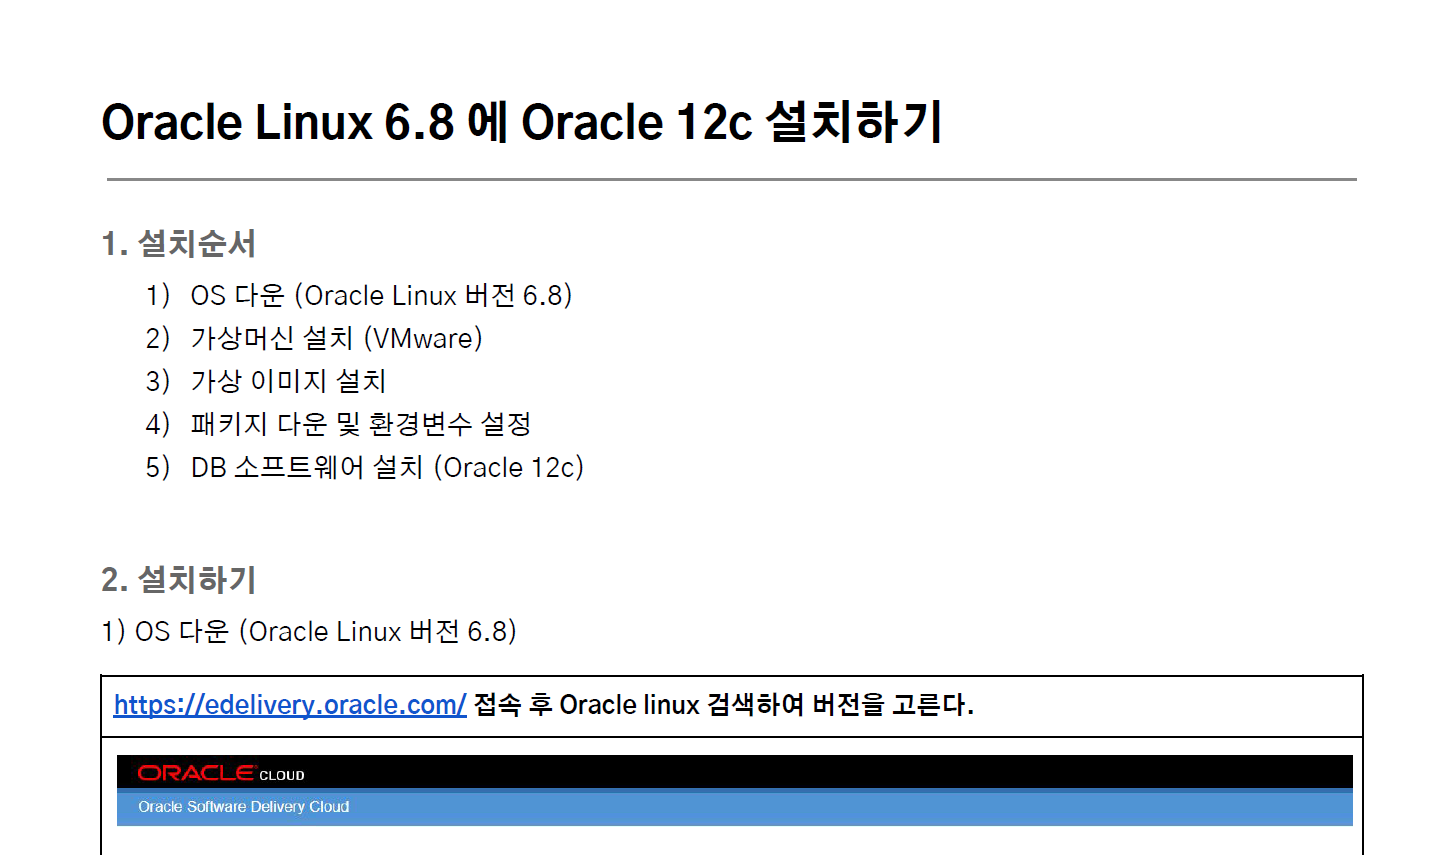 Oracle Linux 6.8 에 Oracle 12c 설치하기
1. 설치순서
1) OS 다운 (Oracle Linux 버전 6.8)
2) 가상머신 설치 (VMware)
3) 가상 이미지 설치
4) 패키지 다운 및 환경변수 설정
5) DB 소프트웨어 설치 (Oracle 12c)
2. 설치하기
1) OS 다운 (Oracle Linux 버전 6.8)
https://edelivery.oracle.com/ 접속 후 Oracle linux 검색하여 버전을 고른다.
ORACLE CLOUD
Oracle Software Delivery Cloud